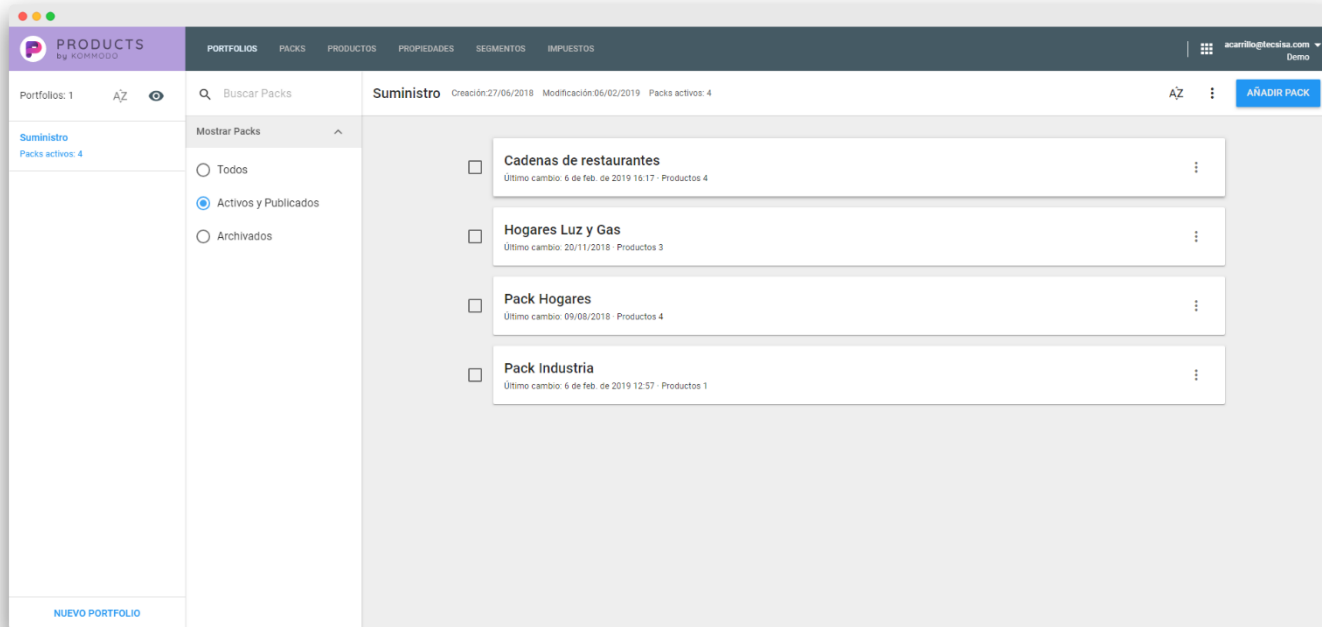 PRODUCTS
by KOMMODO
PORTFOLIOS PACKS PRODUCTOS PROPIEDADES SEGMENTOS IMPUESTOS
acarrillo@tecsisa.com
Demo
Portfolios: 1
AZ
Suministro
Packs activos: 4
NUEVO PORTFOLIO
Buscar Packs
Mostrar Packs
Todos
Activos y Publicados
Archivados
Suministro Creación:27/06/2018 Modificación:06/02/2019 Packs activos: 4
AZ
AÑADIR PACK
Cadenas de restaurantes
Último cambio: 6 de feb. de 2019 16:17 · Productos 4
Hogares Luz y Gas
Último cambio: 20/11/2018 · Productos 3
Pack Hogares
Último cambio: 09/08/2018 · Productos 4
Pack Industria
Último cambio: 6 de feb. de 2019 12:57 · Productos 1